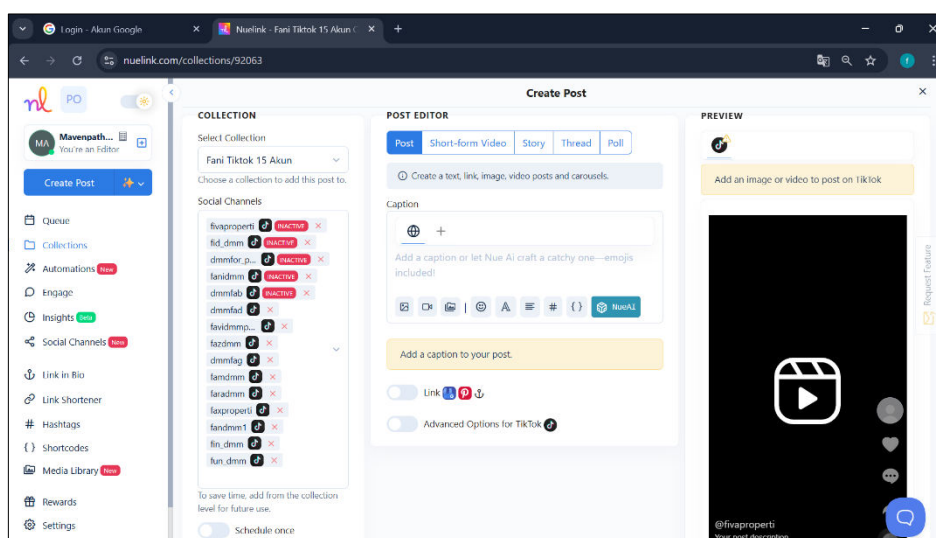 Login - Akun Google
Nuelink - Fani Tiktok 15 Akun
nuelink.com/collections/92063
nl
PO
Create Post
MA
Mavenpath...
You're an Editor
Create Post
Queue
Collections
Automations New
Engage
Insights Beta
Social Channels New
Link in Bio
Link Shortener
Hashtags
Shortcodes
Media Library New
Rewards
Settings
COLLECTION
Select Collection
Fani Tiktok 15 Akun
Choose a collection to add this post to.
Social Channels
fivaproperti INACTIVE
fid_dmm INACTIVE
dmmfor_p... INACTIVE
fanidmm INACTIVE
dmmfab INACTIVE
dmmfad
favidmmp...
fazdmm
dmmfag
famdmm
faradmm
faxproperti
fandmm1
fin_dmm
fun_dmm
To save time, add from the collection
level for future use.
Schedule once
POST EDITOR
Post Short-form Video Story Thread Poll
Create a text, link, image, video posts and carousels.
Caption
Add a caption or let Nue Ai craft a catchy one—emojis
included!
NueAI
Add a caption to your post.
Link
Advanced Options for TikTok
PREVIEW
Add an image or video to post on TikTok
@fivaproperti
Your post description
Request Feature